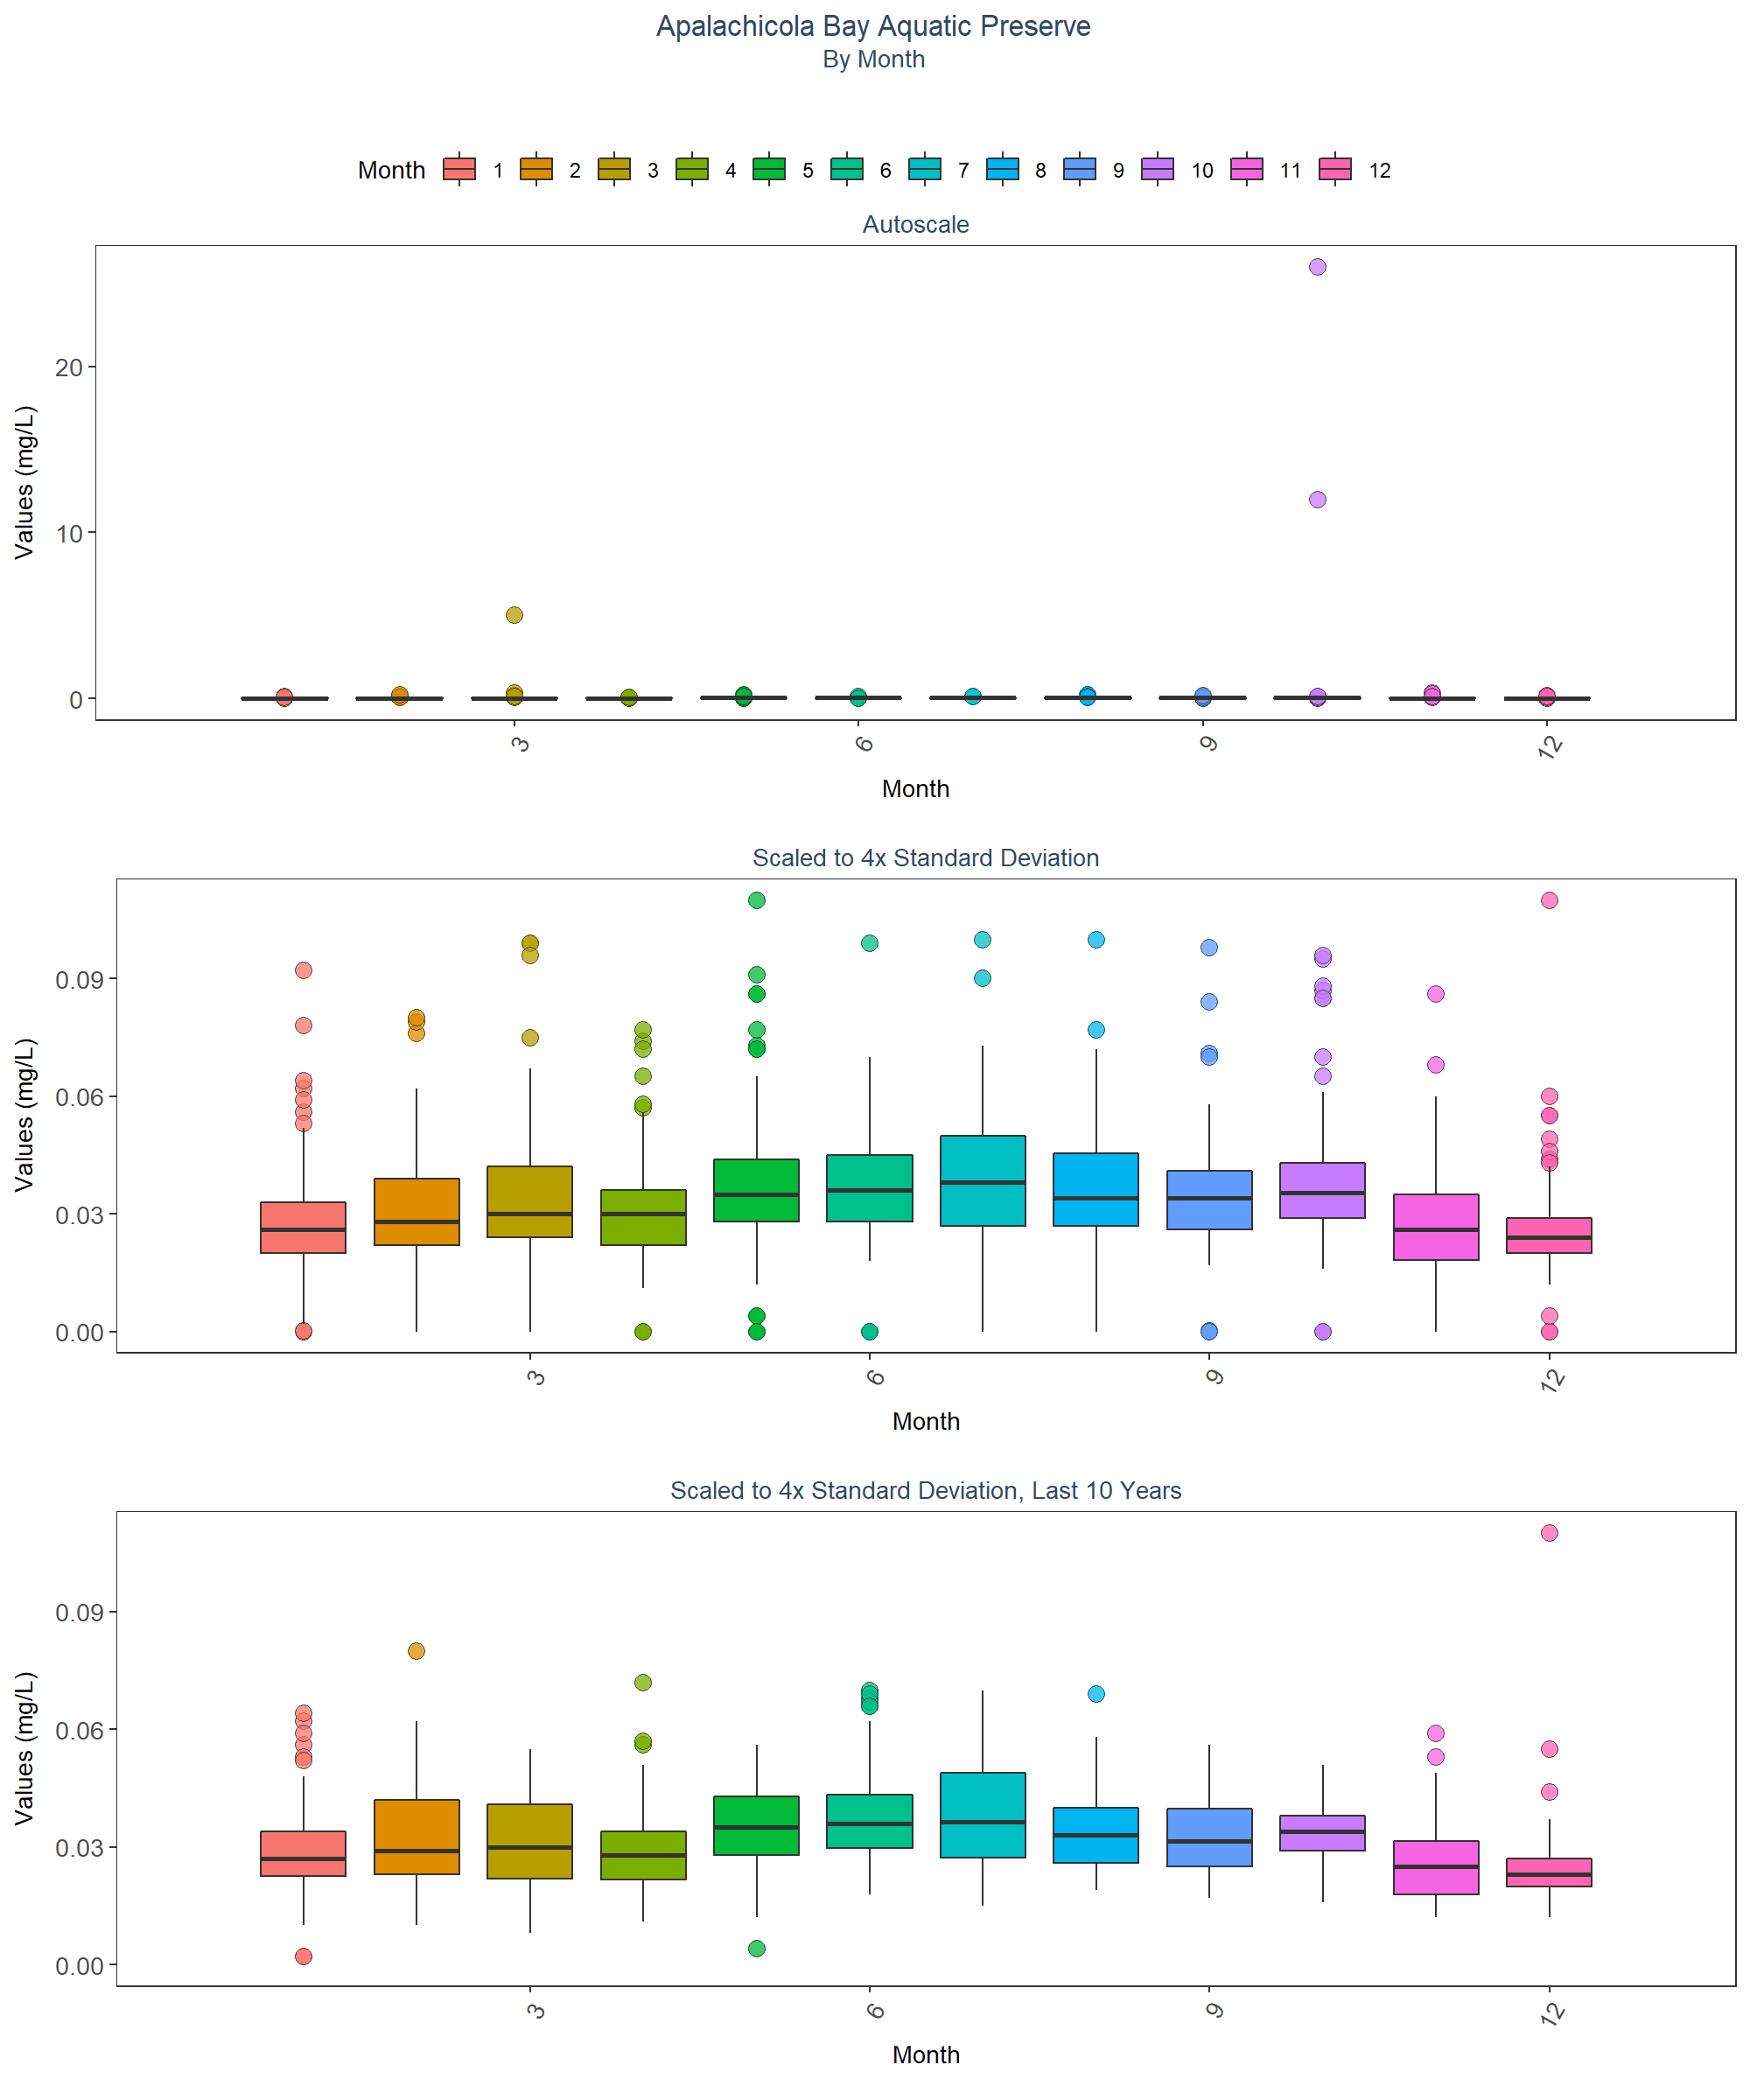 Apalachicola Bay Aquatic Preserve
By Month
Month 1 2 3 4 5 6 7 8 9 10 11 12
Autoscale
Values (mg/L)
20
10
0
3 6 9 12
Month
Scaled to 4x Standard Deviation
Values (mg/L)
0.09
0.06
0.03
0.00
3 6 9 12
Month
Scaled to 4x Standard Deviation, Last 10 Years
Values (mg/L)
0.09
0.06
0.03
0.00
3 6 9 12
Month